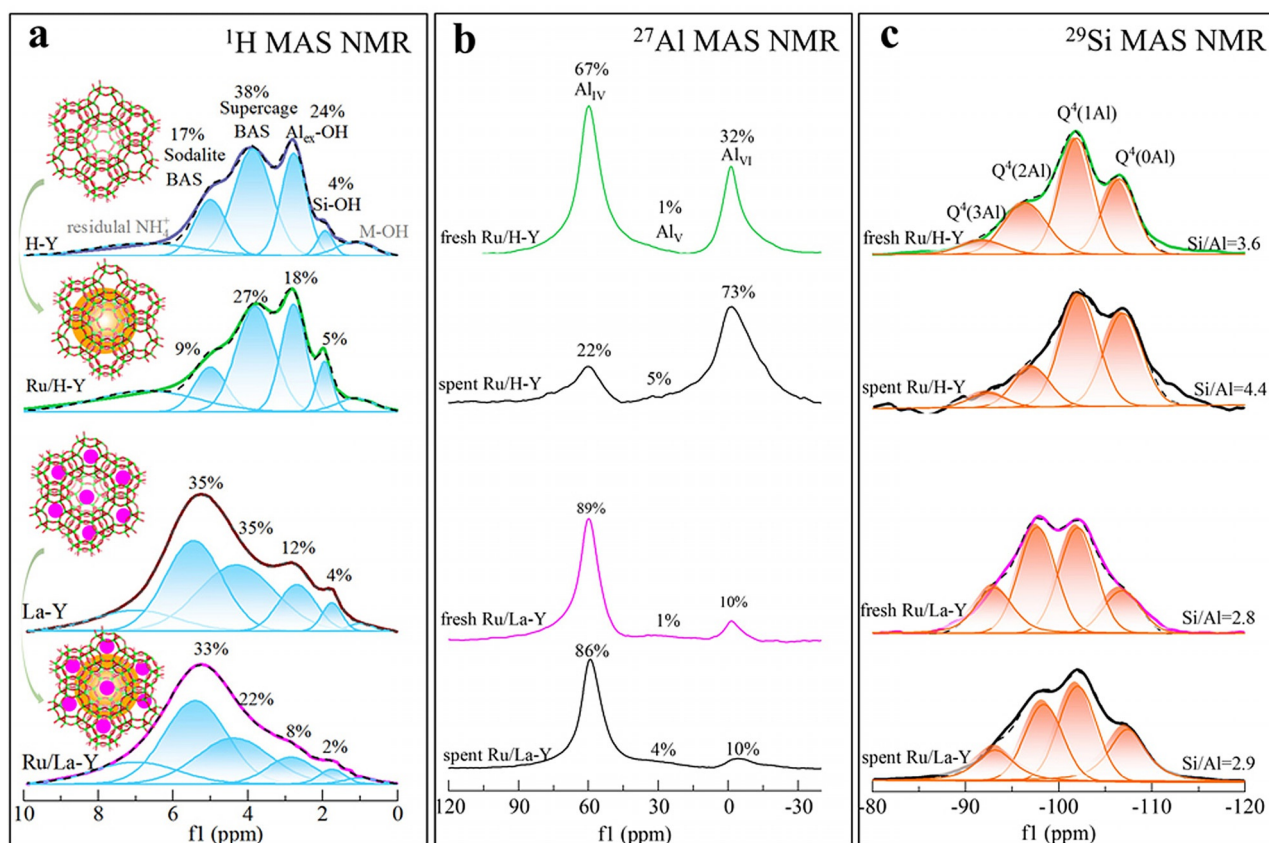 a
¹H MAS NMR
38%
Supercage
BAS
24%
Alₑₓ-OH
17%
Sodalite
BAS
4%
Si-OH
residulal NH₄⁺
M-OH
H-Y
18%
27%
9%
5%
Ru/H-Y
35%
35%
12%
4%
La-Y
33%
22%
8%
2%
Ru/La-Y
10 8 6 4 2 0
f1 (ppm)
b
²⁷Al MAS NMR
67%
Al_IV
32%
Al_VI
1%
Al_V
fresh Ru/H-Y
73%
22%
5%
spent Ru/H-Y
89%
1%
10%
fresh Ru/La-Y
86%
4%
10%
spent Ru/La-Y
120 90 60 30 0 -30
f1 (ppm)
c
²⁹Si MAS NMR
Q⁴(1Al)
Q⁴(0Al)
Q⁴(2Al)
Q⁴(3Al)
fresh Ru/H-Y
Si/Al=3.6
spent Ru/H-Y
Si/Al=4.4
fresh Ru/La-Y
Si/Al=2.8
spent Ru/La-Y
Si/Al=2.9
-80 -90 -100 -110 -120
f1 (ppm)